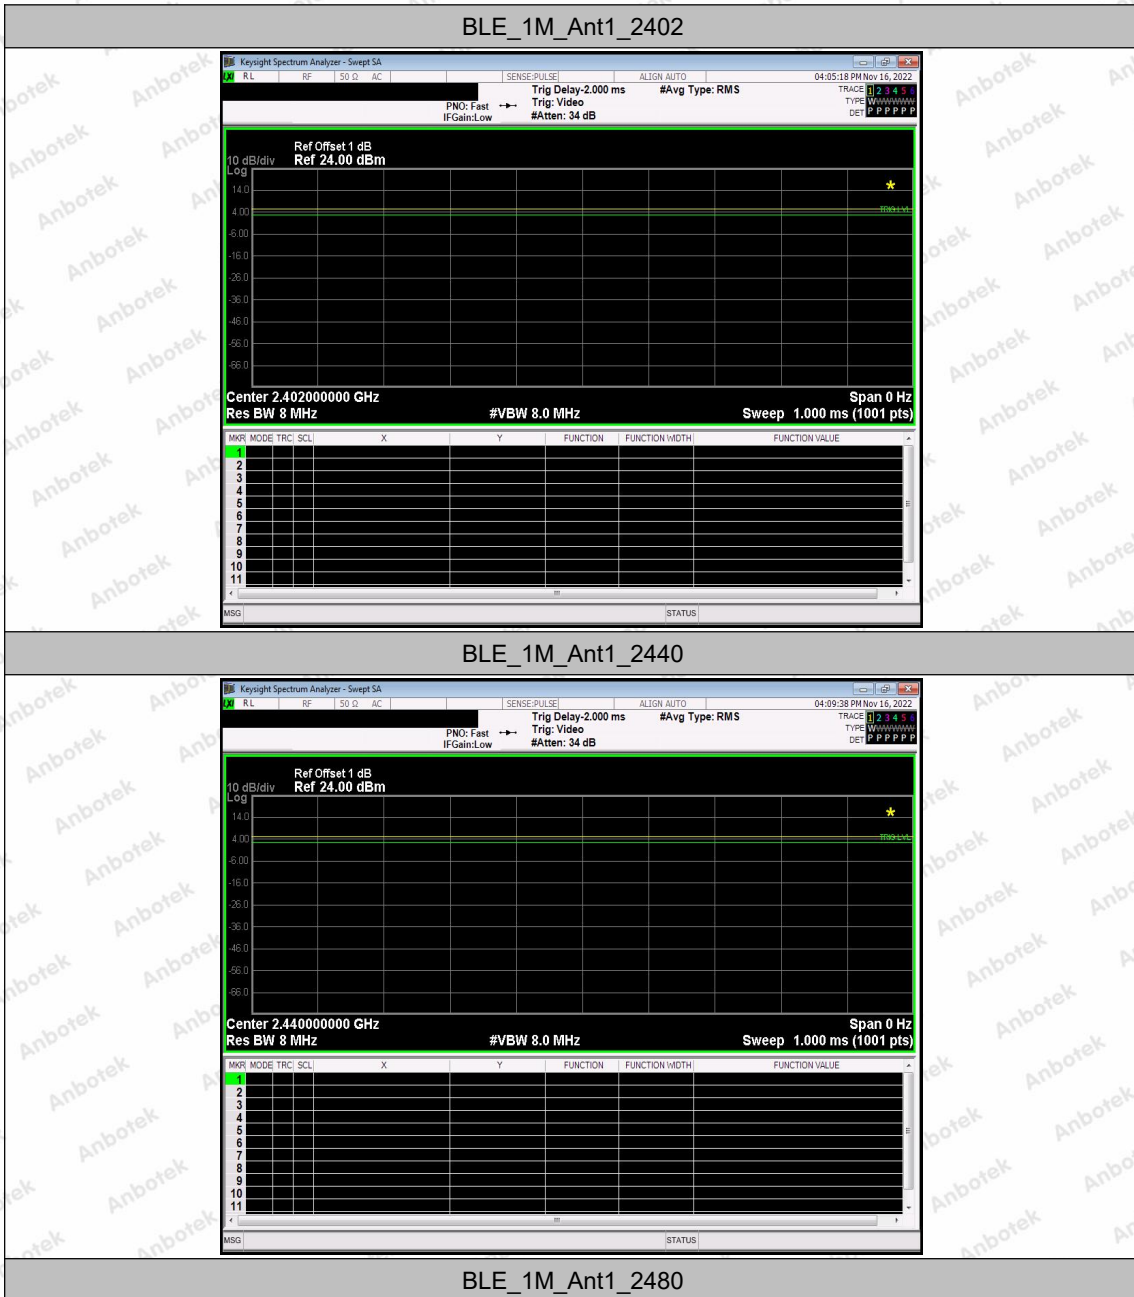 BLE_1M_Ant1_2402
Keysight Spectrum Analyzer - Swept SA
LXI RL RF 50 Ω AC SENSE:PULSE ALIGN AUTO 04:05:18 PM Nov 16, 2022
Trig Delay-2.000 ms #Avg Type: RMS TRACE 1 2 3 4 5 6
PNO: Fast Trig: Video TYPE WWWWWW
IFGain:Low #Atten: 34 dB DET P P P P P P
Ref Offset 1 dB
10 dB/div Ref 24.00 dBm
Log
14.0
4.00 TRIG LVL
-6.00
-16.0
-26.0
-36.0
-46.0
-56.0
-66.0
Center 2.402000000 GHz Span 0 Hz
Res BW 8 MHz #VBW 8.0 MHz Sweep 1.000 ms (1001 pts)
MKR MODE TRC SCL X Y FUNCTION FUNCTION WIDTH FUNCTION VALUE
1
2
3
4
5
6
7
8
9
10
11
MSG STATUS
BLE_1M_Ant1_2440
Keysight Spectrum Analyzer - Swept SA
LXI RL RF 50 Ω AC SENSE:PULSE ALIGN AUTO 04:09:38 PM Nov 16, 2022
Trig Delay-2.000 ms #Avg Type: RMS TRACE 1 2 3 4 5 6
PNO: Fast Trig: Video TYPE WWWWWW
IFGain:Low #Atten: 34 dB DET P P P P P P
Ref Offset 1 dB
10 dB/div Ref 24.00 dBm
Log
14.0
4.00 TRIG LVL
-6.00
-16.0
-26.0
-36.0
-46.0
-56.0
-66.0
Center 2.440000000 GHz Span 0 Hz
Res BW 8 MHz #VBW 8.0 MHz Sweep 1.000 ms (1001 pts)
MKR MODE TRC SCL X Y FUNCTION FUNCTION WIDTH FUNCTION VALUE
1
2
3
4
5
6
7
8
9
10
11
MSG STATUS
BLE_1M_Ant1_2480